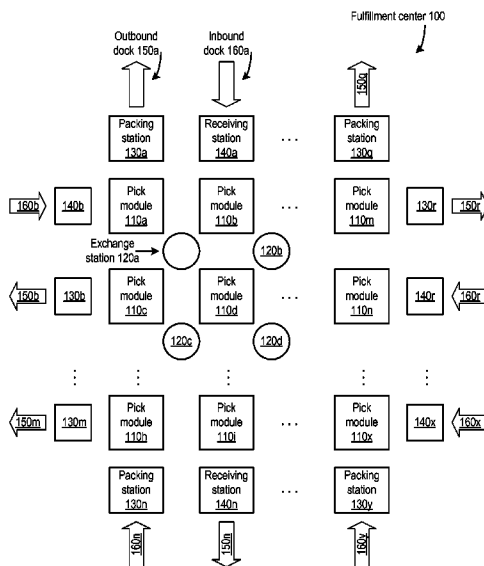 Fulfillment center 100
Outbound
dock 150a
Inbound
dock 160a
150q
Packing
station
130a
Receiving
station
140a
...
Packing
station
130q
160b
140b
Pick
module
110a
Pick
module
110b
...
Pick
module
110m
130r
150r
Exchange
station 120a
120b
150b
130b
Pick
module
110c
Pick
module
110d
...
Pick
module
110n
140r
160r
120c
120d
150m
130m
Pick
module
110h
Pick
module
110i
...
Pick
module
110x
140x
160x
Packing
station
130n
Receiving
station
140n
...
Packing
station
130y
160n
150n
160y